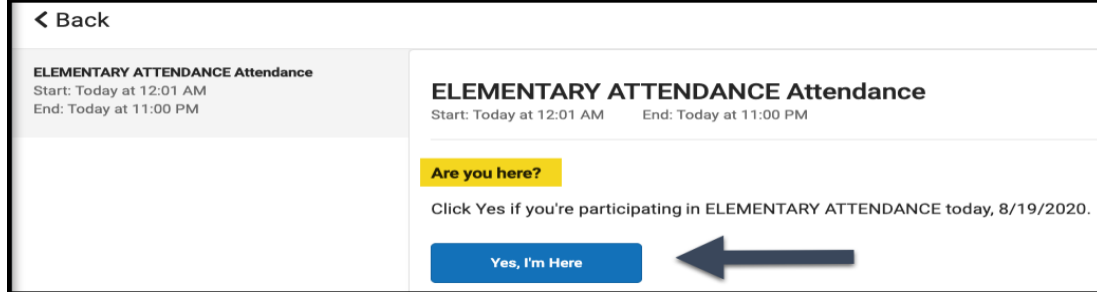 Back
ELEMENTARY ATTENDANCE Attendance
Start: Today at 12:01 AM
End: Today at 11:00 PM
ELEMENTARY ATTENDANCE Attendance
Start: Today at 12:01 AM End: Today at 11:00 PM
Are you here?
Click Yes if you're participating in ELEMENTARY ATTENDANCE today, 8/19/2020.
Yes, I'm Here